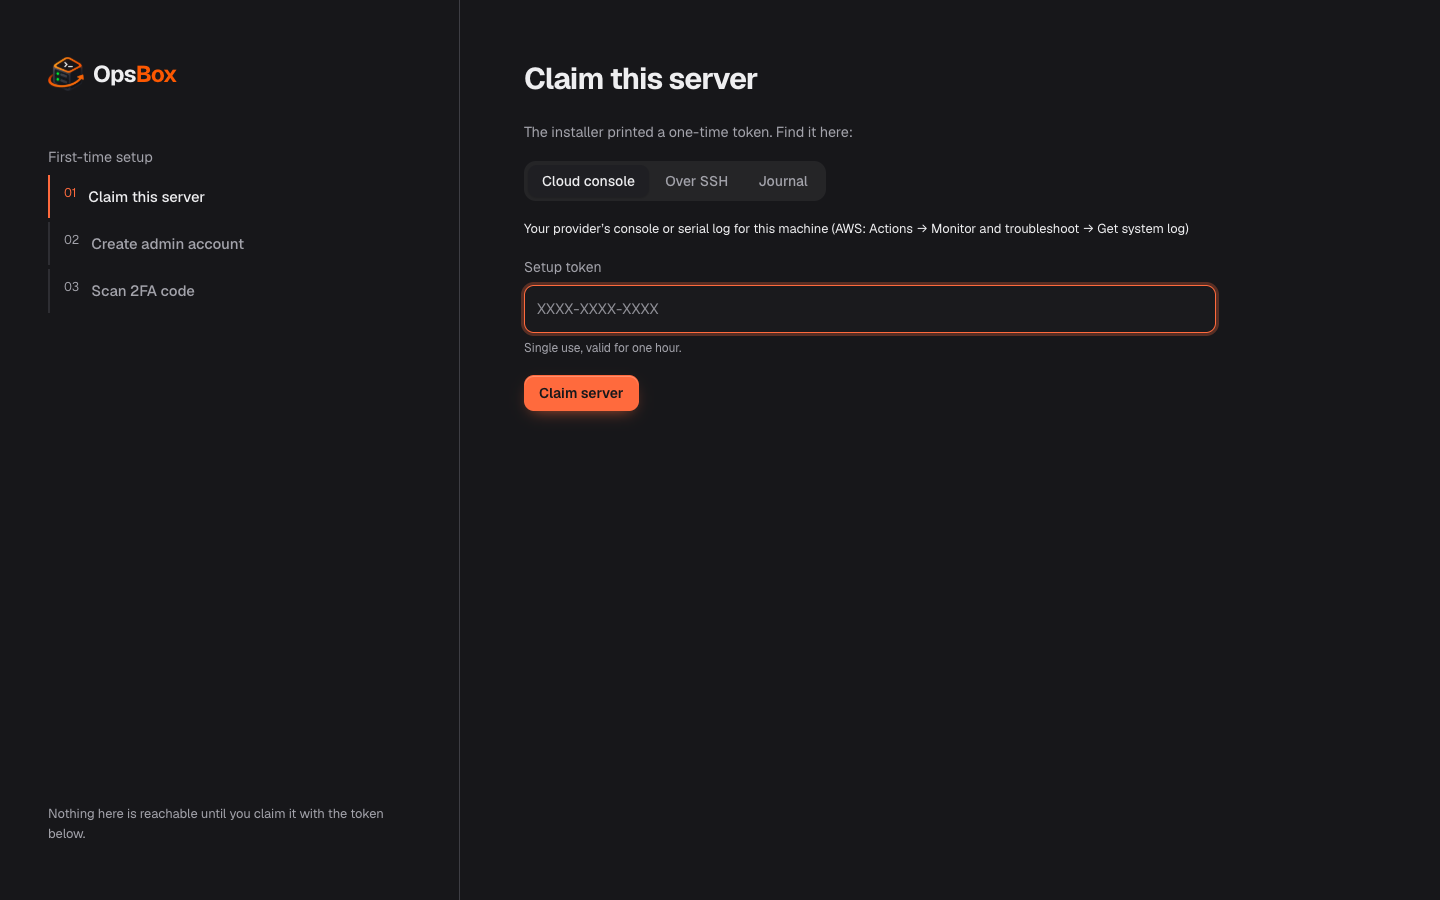 OpsBox
First-time setup
01 Claim this server
02 Create admin account
03 Scan 2FA code
Nothing here is reachable until you claim it with the token
below.
Claim this server
The installer printed a one-time token. Find it here:
Cloud console Over SSH Journal
Your provider's console or serial log for this machine (AWS: Actions → Monitor and troubleshoot → Get system log)
Setup token
XXXX-XXXX-XXXX
Single use, valid for one hour.
Claim server